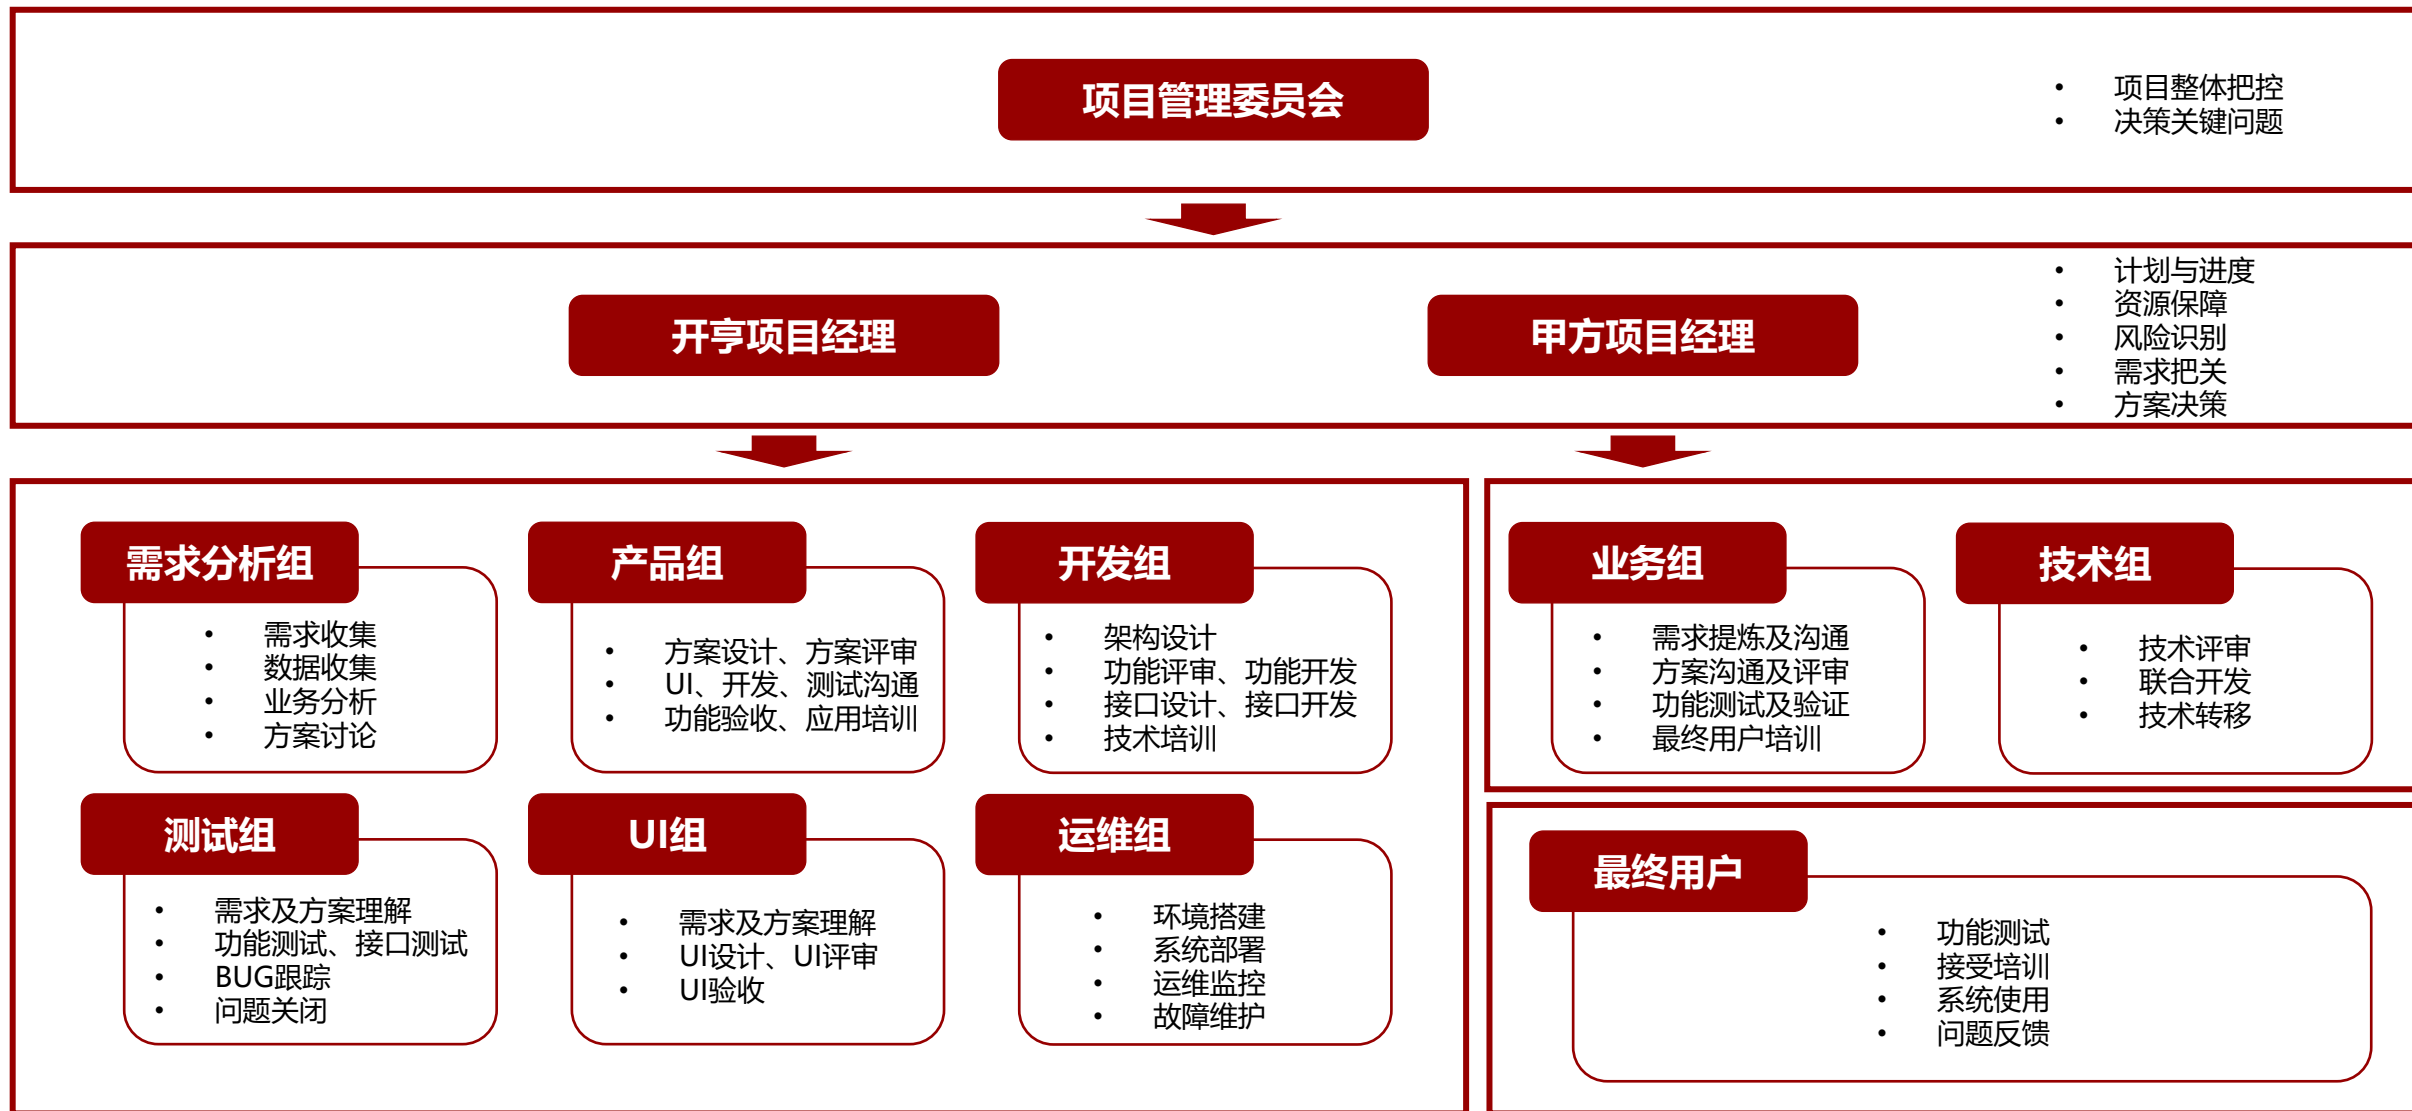 项目管理委员会
• 项目整体把控
• 决策关键问题
开亨项目经理
甲方项目经理
• 计划与进度
• 资源保障
• 风险识别
• 需求把关
• 方案决策
需求分析组
• 需求收集
• 数据收集
• 业务分析
• 方案讨论
产品组
• 方案设计、方案评审
• UI、开发、测试沟通
• 功能验收、应用培训
开发组
• 架构设计
• 功能评审、功能开发
• 接口设计、接口开发
• 技术培训
业务组
• 需求提炼及沟通
• 方案沟通及评审
• 功能测试及验证
• 最终用户培训
技术组
• 技术评审
• 联合开发
• 技术转移
测试组
• 需求及方案理解
• 功能测试、接口测试
• BUG跟踪
• 问题关闭
UI组
• 需求及方案理解
• UI设计、UI评审
• UI验收
运维组
• 环境搭建
• 系统部署
• 运维监控
• 故障维护
最终用户
• 功能测试
• 接受培训
• 系统使用
• 问题反馈